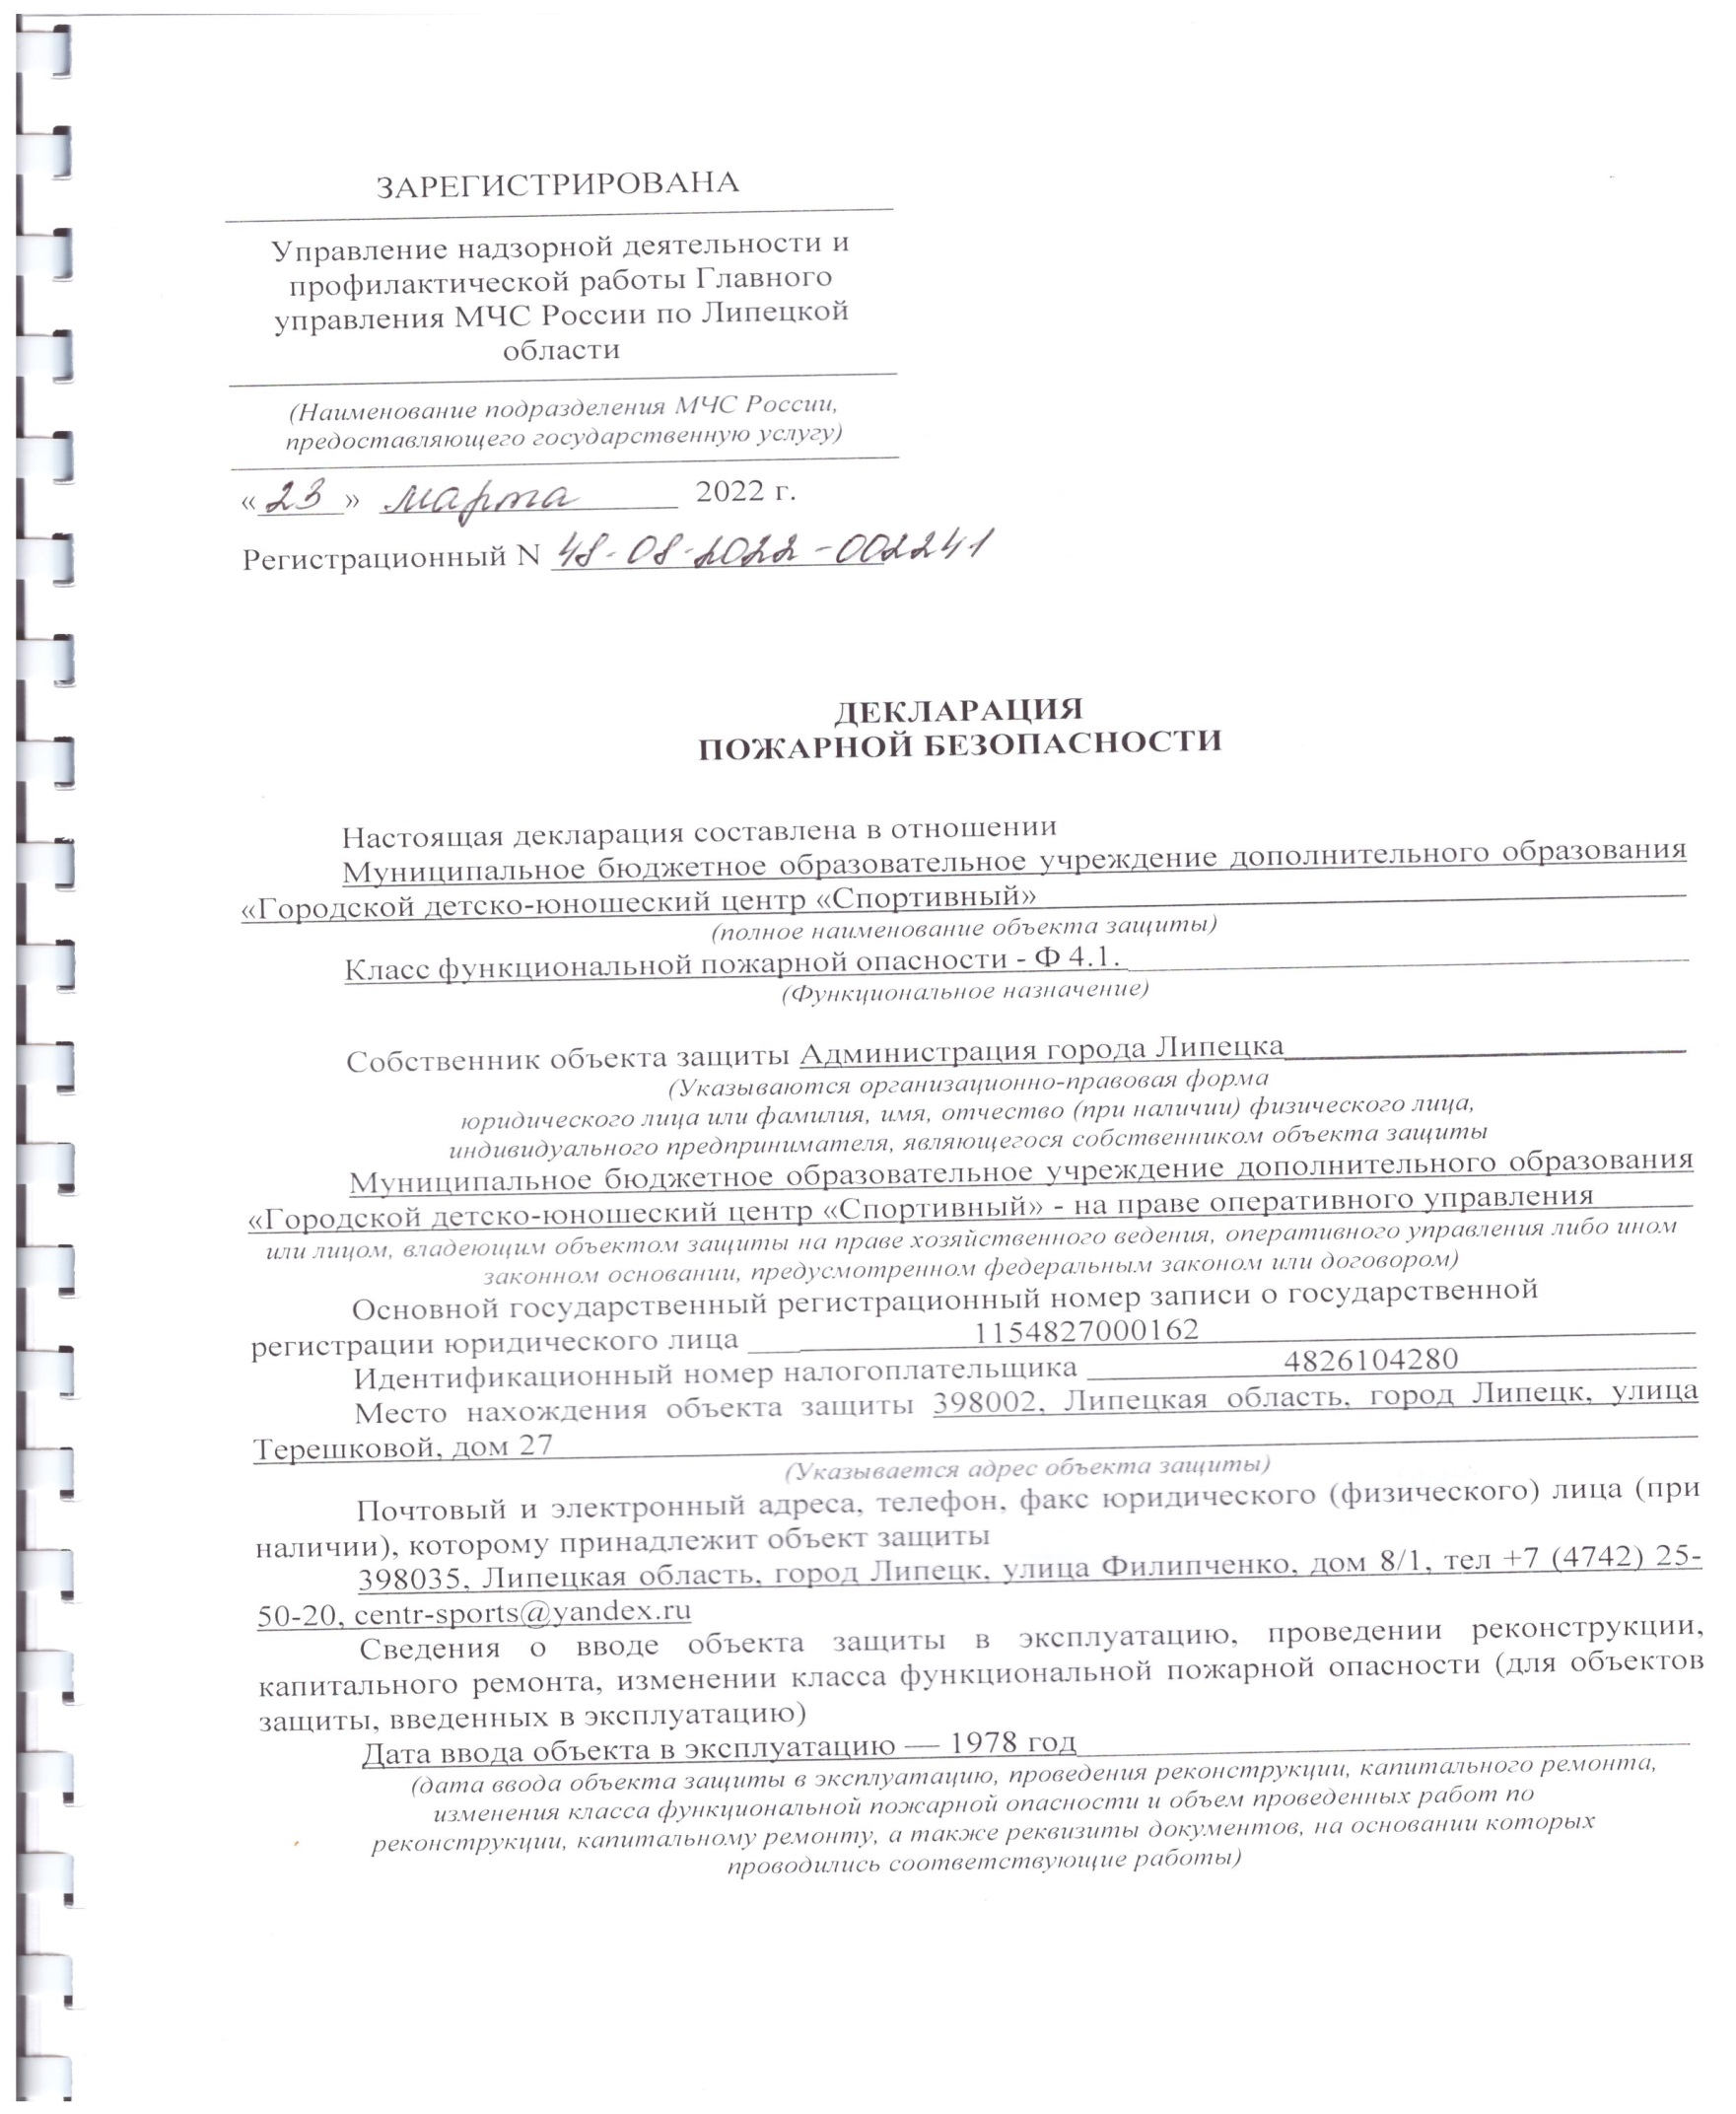 ЗАРЕГИСТРИРОВАНА
Управление надзорной деятельности и
профилактической работы Главного
управления МЧС России по Липецкой
области
(Наименование подразделения МЧС России,
предоставляющего государственную услугу)
«23» марта 2022 г.
Регистрационный N 48-08-2022-002241
ДЕКЛАРАЦИЯ
ПОЖАРНОЙ БЕЗОПАСНОСТИ
Настоящая декларация составлена в отношении
Муниципальное бюджетное образовательное учреждение дополнительного образования
«Городской детско-юношеский центр «Спортивный»
(полное наименование объекта защиты)
Класс функциональной пожарной опасности - Ф 4.1.
(Функциональное назначение)
Собственник объекта защиты Администрация города Липецка
(Указываются организационно-правовая форма
юридического лица или фамилия, имя, отчество (при наличии) физического лица,
индивидуального предпринимателя, являющегося собственником объекта защиты
Муниципальное бюджетное образовательное учреждение дополнительного образования
«Городской детско-юношеский центр «Спортивный» - на праве оперативного управления
или лицом, владеющим объектом защиты на праве хозяйственного ведения, оперативного управления либо ином
законном основании, предусмотренном федеральным законом или договором)
Основной государственный регистрационный номер записи о государственной
регистрации юридического лица 1154827000162
Идентификационный номер налогоплательщика 4826104280
Место нахождения объекта защиты 398002, Липецкая область, город Липецк, улица
Терешковой, дом 27
(Указывается адрес объекта защиты)
Почтовый и электронный адреса, телефон, факс юридического (физического) лица (при
наличии), которому принадлежит объект защиты
398035, Липецкая область, город Липецк, улица Филипченко, дом 8/1, тел +7 (4742) 25-
50-20, centr-sports@yandex.ru
Сведения о вводе объекта защиты в эксплуатацию, проведении реконструкции,
капитального ремонта, изменении класса функциональной пожарной опасности (для объектов
защиты, введенных в эксплуатацию)
Дата ввода объекта в эксплуатацию — 1978 год
(дата ввода объекта защиты в эксплуатацию, проведения реконструкции, капитального ремонта,
изменения класса функциональной пожарной опасности и объем проведенных работ по
реконструкции, капитальному ремонту, а также реквизиты документов, на основании которых
проводились соответствующие работы)